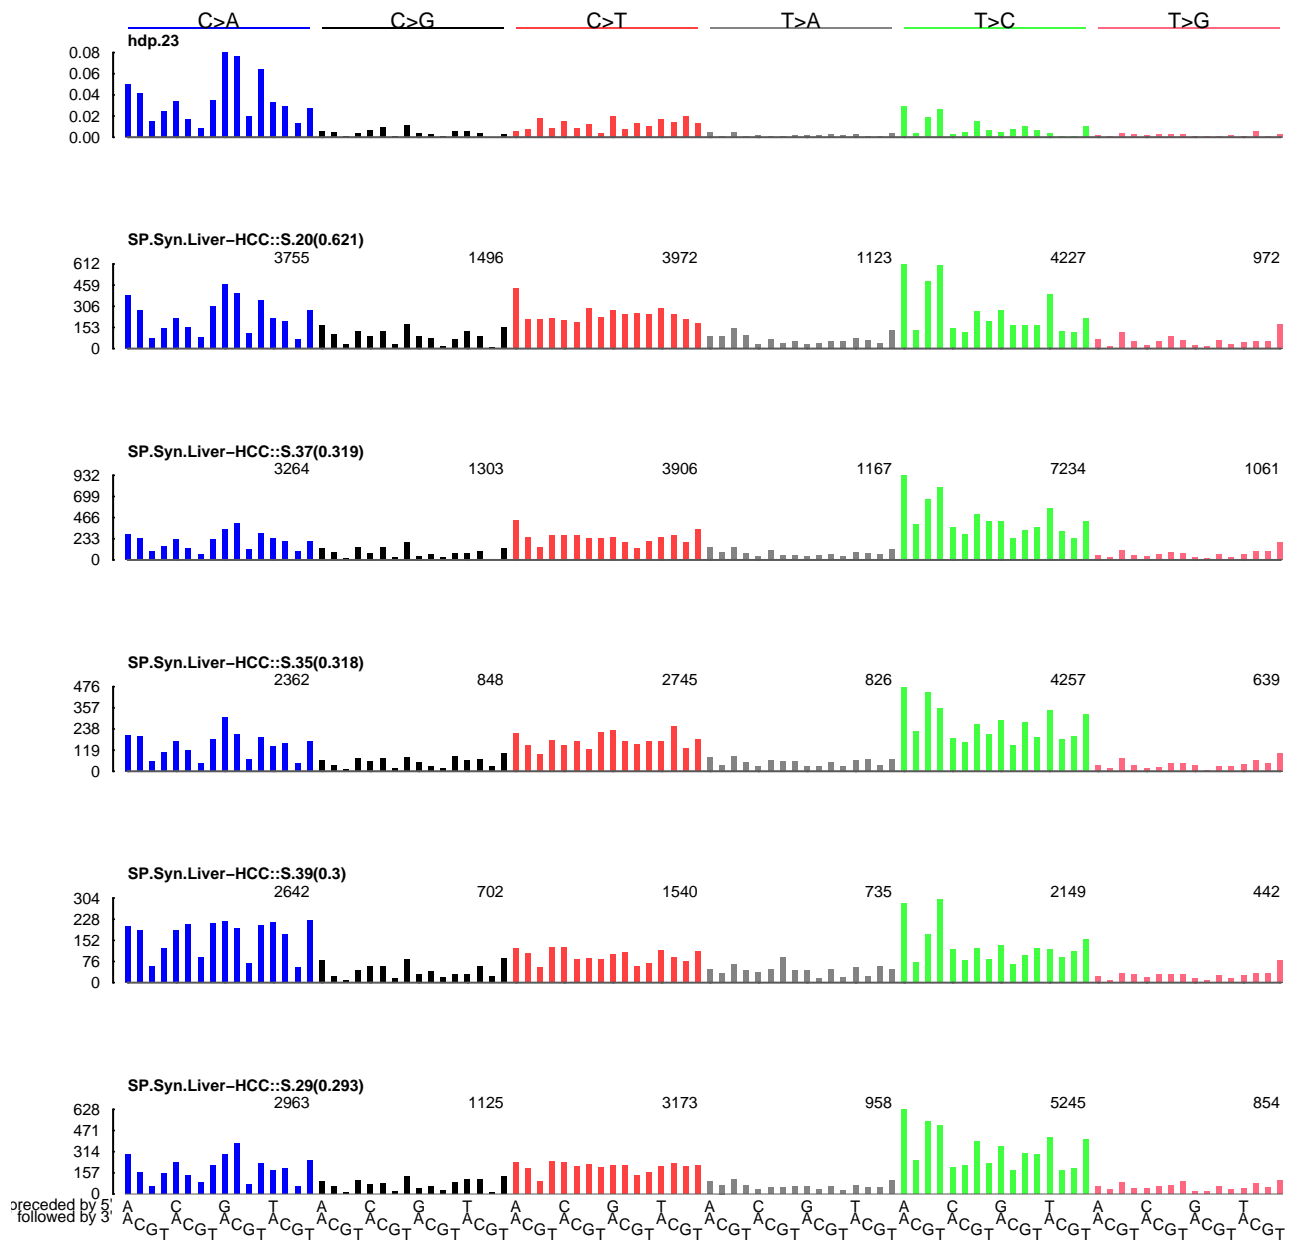 C>A C>G C>T T>A T>C T>G
hdp.23
0.08
0.06
0.04
0.02
0.00
SP.Syn.Liver−HCC::S.20(0.621)
3755 1496 3972 1123 4227 972
612
459
306
153
0
SP.Syn.Liver−HCC::S.37(0.319)
3264 1303 3906 1167 7234 1061
932
699
466
233
0
SP.Syn.Liver−HCC::S.35(0.318)
2362 848 2745 826 4257 639
476
357
238
119
0
SP.Syn.Liver−HCC::S.39(0.3)
2642 702 1540 735 2149 442
304
228
152
76
0
SP.Syn.Liver−HCC::S.29(0.293)
2963 1125 3173 958 5245 854
628
471
314
157
0
preceded by 5' A C G T A C G T A C G T A C G T A C G T A C G T
followed by 3' A C G T A C G T A C G T A C G T A C G T A C G T A C G T A C G T A C G T A C G T A C G T A C G T A C G T A C G T A C G T A C G T A C G T A C G T A C G T A C G T A C G T A C G T A C G T A C G T